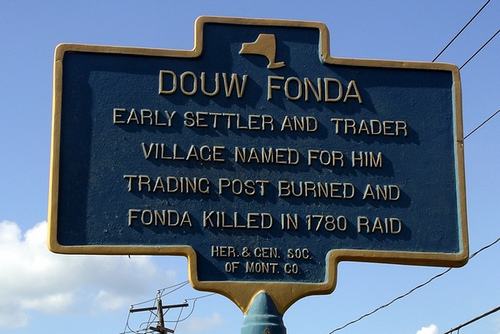 DOUW FONDA
EARLY SETTLER AND TRADER
VILLAGE NAMED FOR HIM
TRADING POST BURNED AND
FONDA KILLED IN 1780 RAID
HER. & GEN. SOC.
OF MONT. CO.